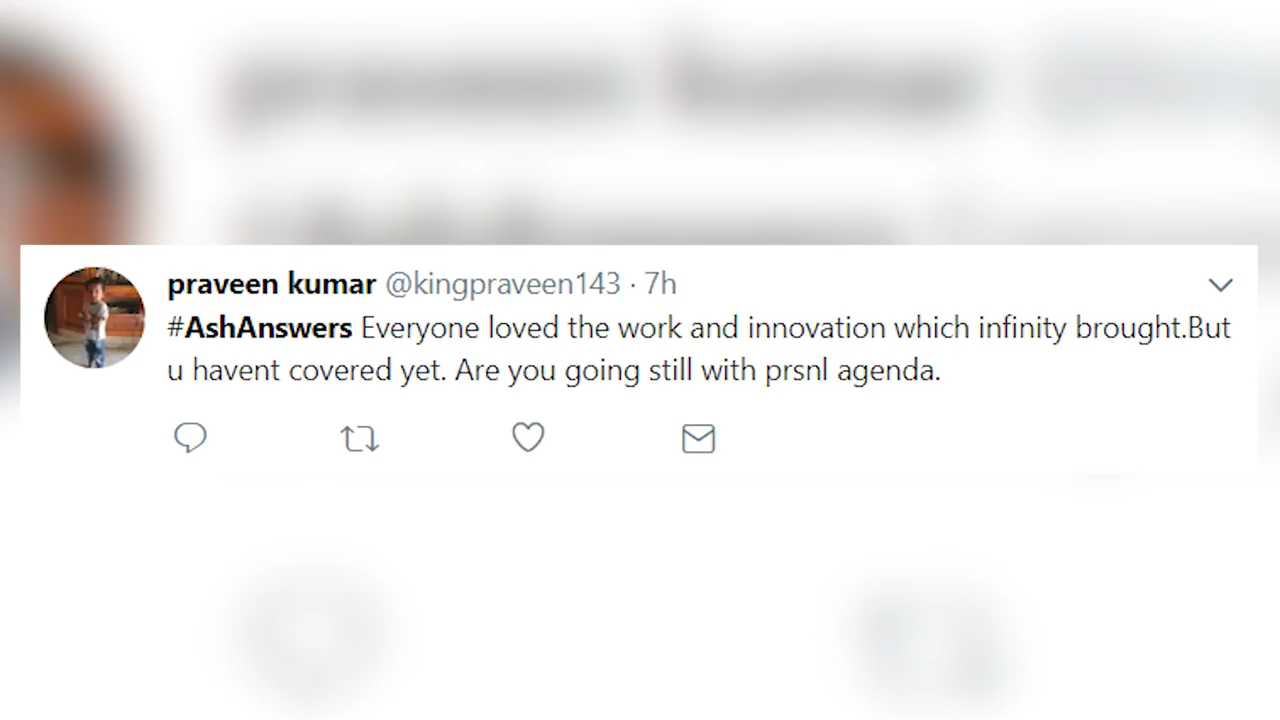 praveen kumar @kingpraveen143 · 7h
#AshAnswers Everyone loved the work and innovation which infinity brought.But
u havent covered yet. Are you going still with prsnl agenda.